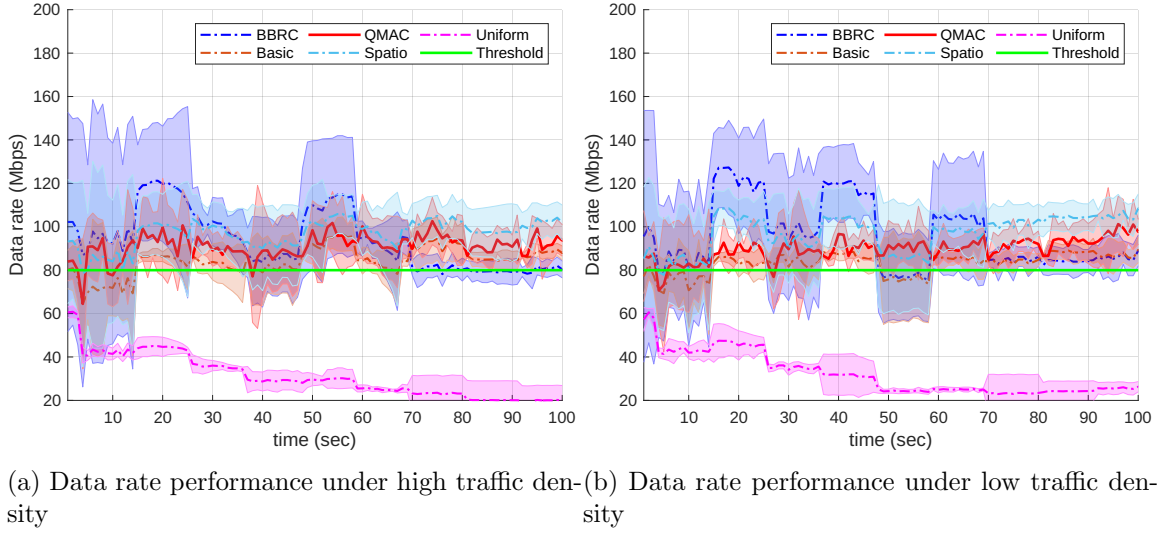 200
180
160
140
120
100
80
60
40
20
Data rate (Mbps)
BBRC QMAC Uniform
Basic Spatio Threshold
10 20 30 40 50 60 70 80 90 100
time (sec)
200
180
160
140
120
100
80
60
40
20
Data rate (Mbps)
BBRC QMAC Uniform
Basic Spatio Threshold
10 20 30 40 50 60 70 80 90 100
time (sec)
(a) Data rate performance under high traffic den-
sity
(b) Data rate performance under low traffic den-
sity